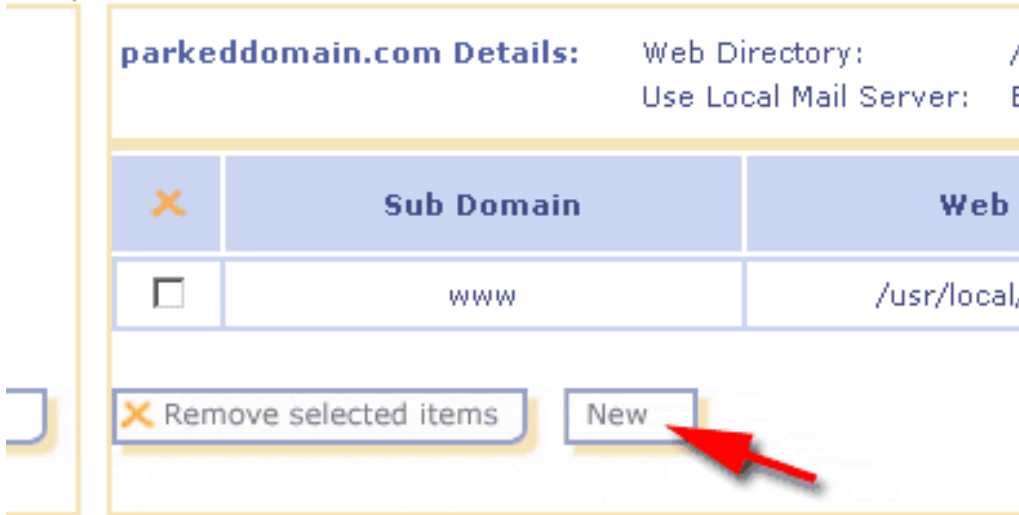 parkeddomain.com Details: Web Directory: /
Use Local Mail Server:
Sub Domain Web
www /usr/local/
Remove selected items New